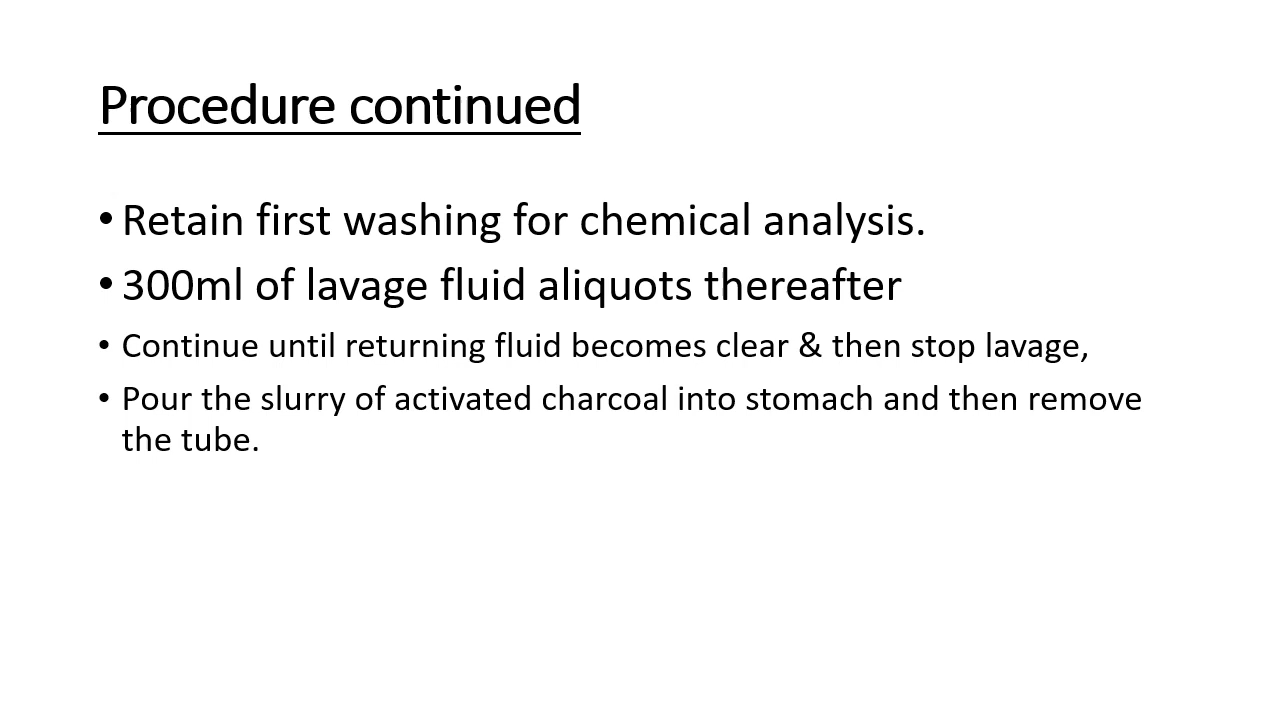 Procedure continued
• Retain first washing for chemical analysis.
• 300ml of lavage fluid aliquots thereafter
• Continue until returning fluid becomes clear & then stop lavage,
• Pour the slurry of activated charcoal into stomach and then remove
the tube.